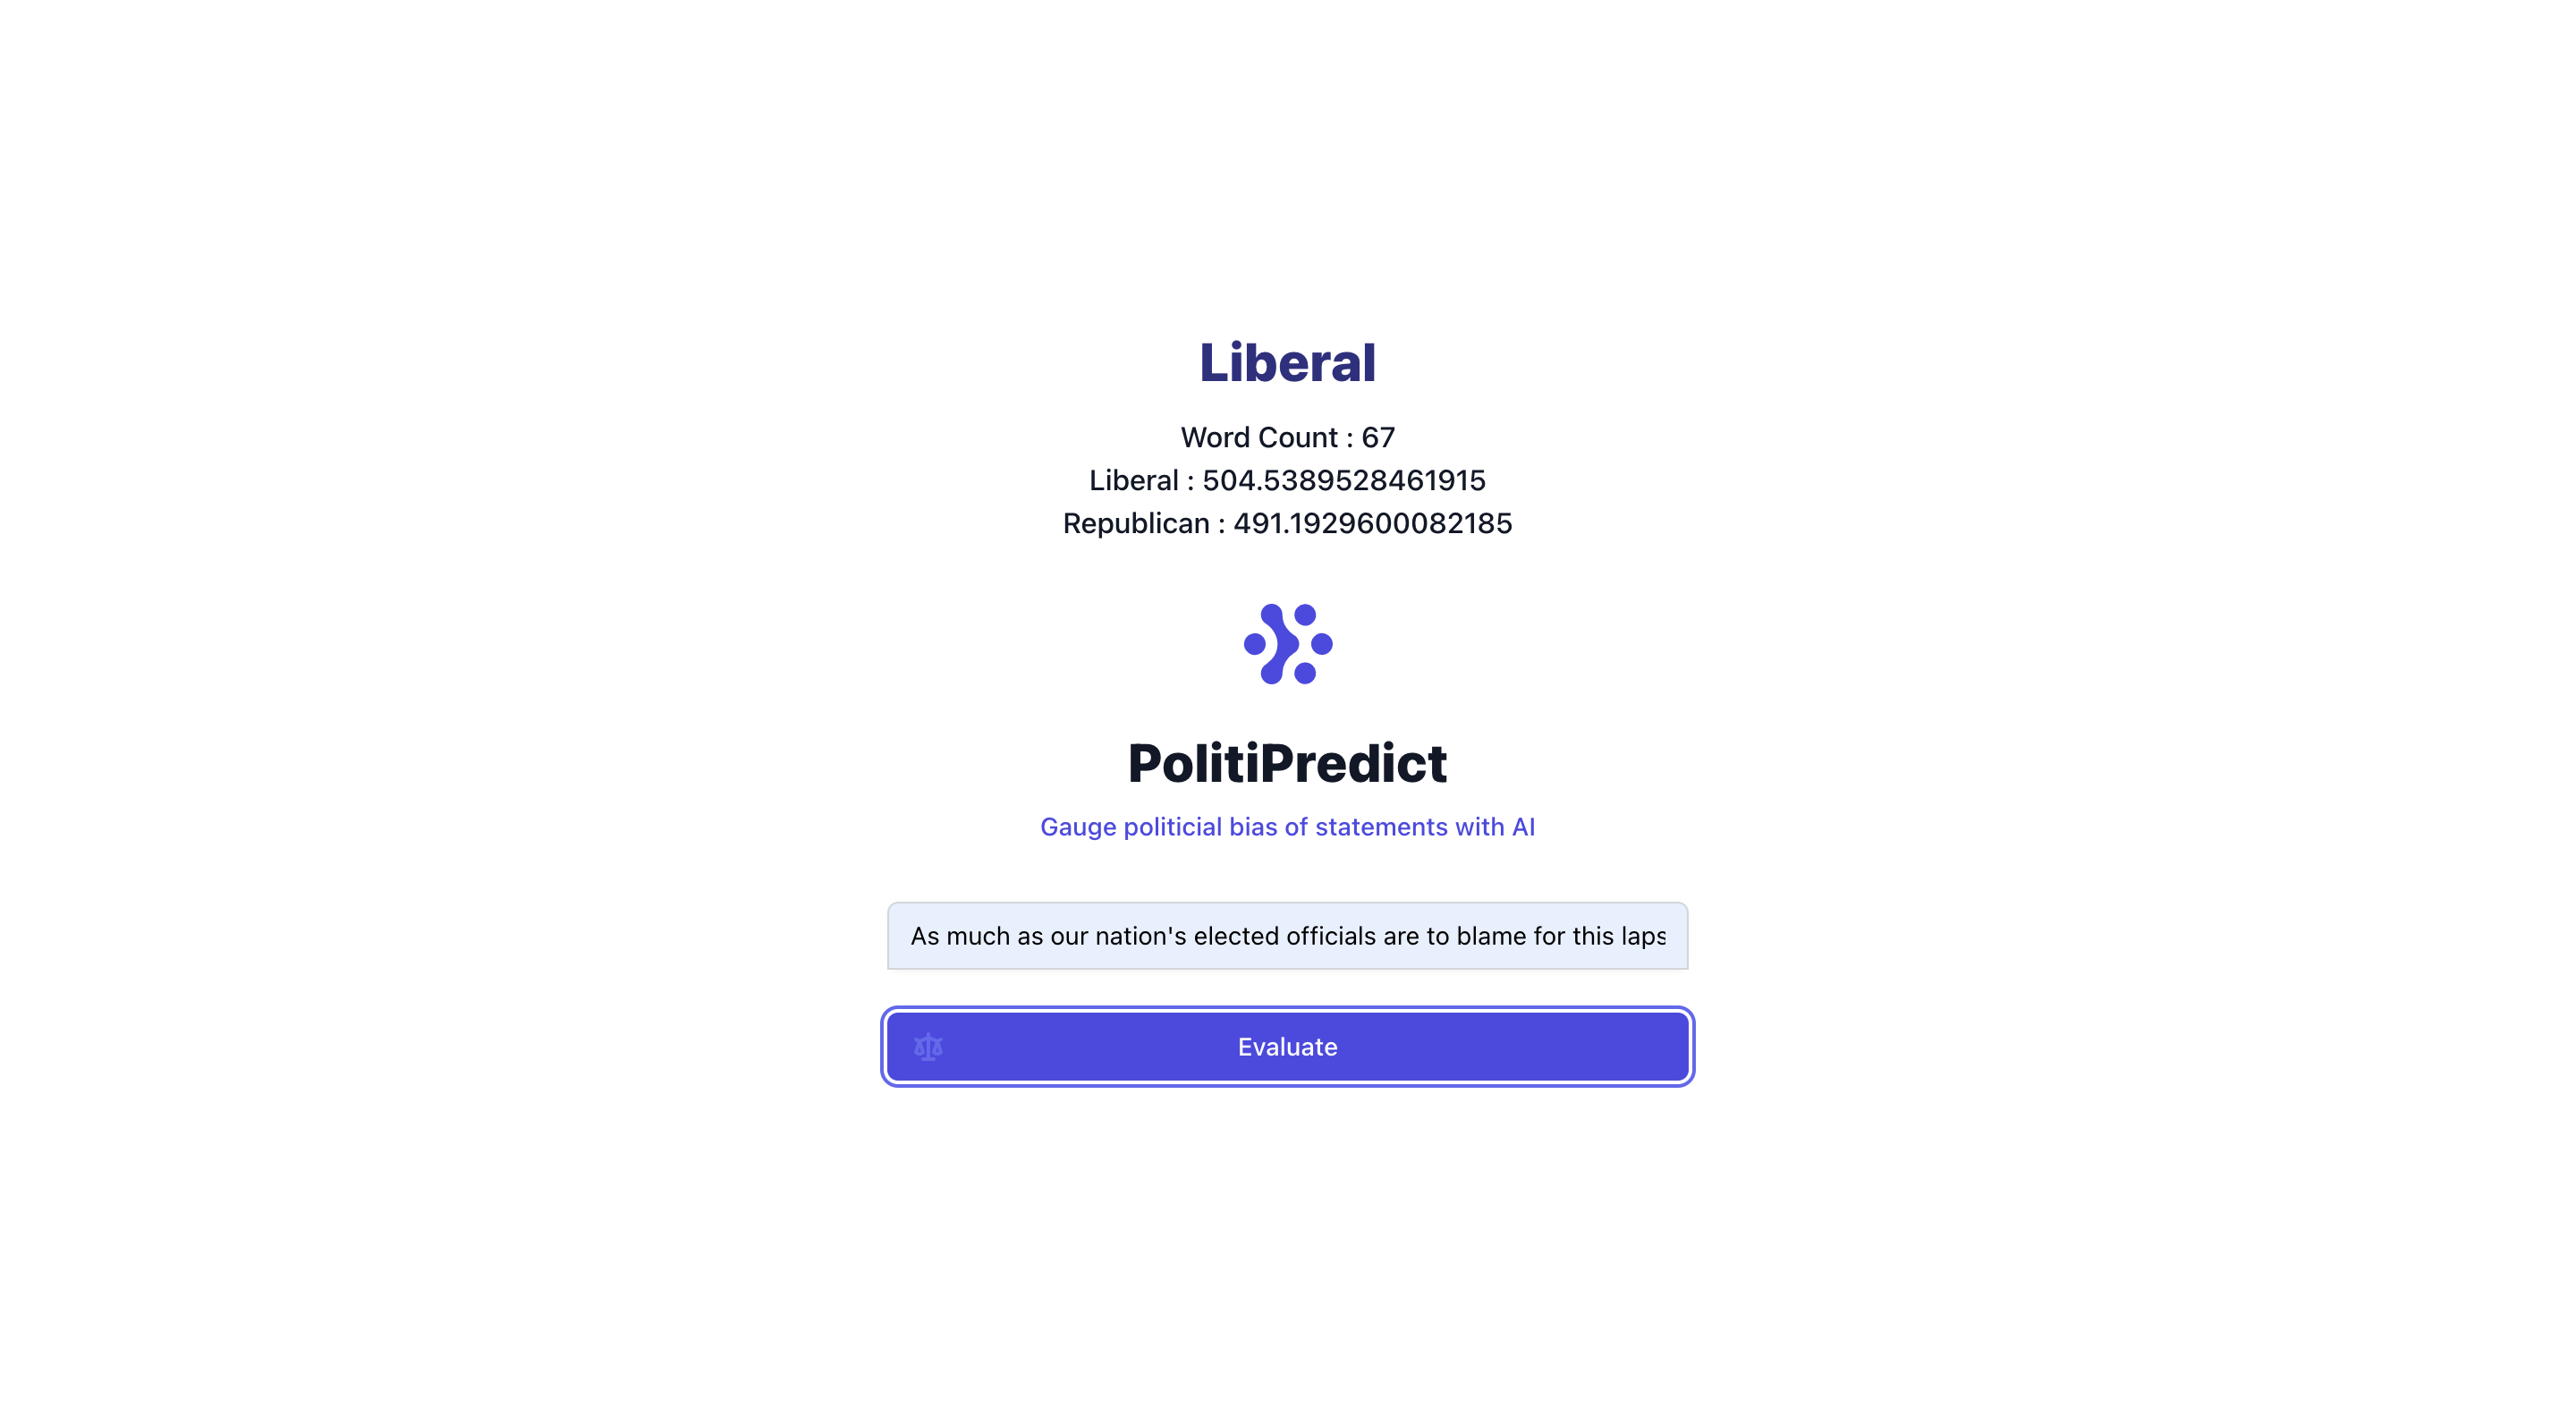 Liberal
Word Count : 67
Liberal : 504.5389528461915
Republican : 491.1929600082185
PolitiPredict
Gauge politicial bias of statements with AI
As much as our nation's elected officials are to blame for this laps
Evaluate